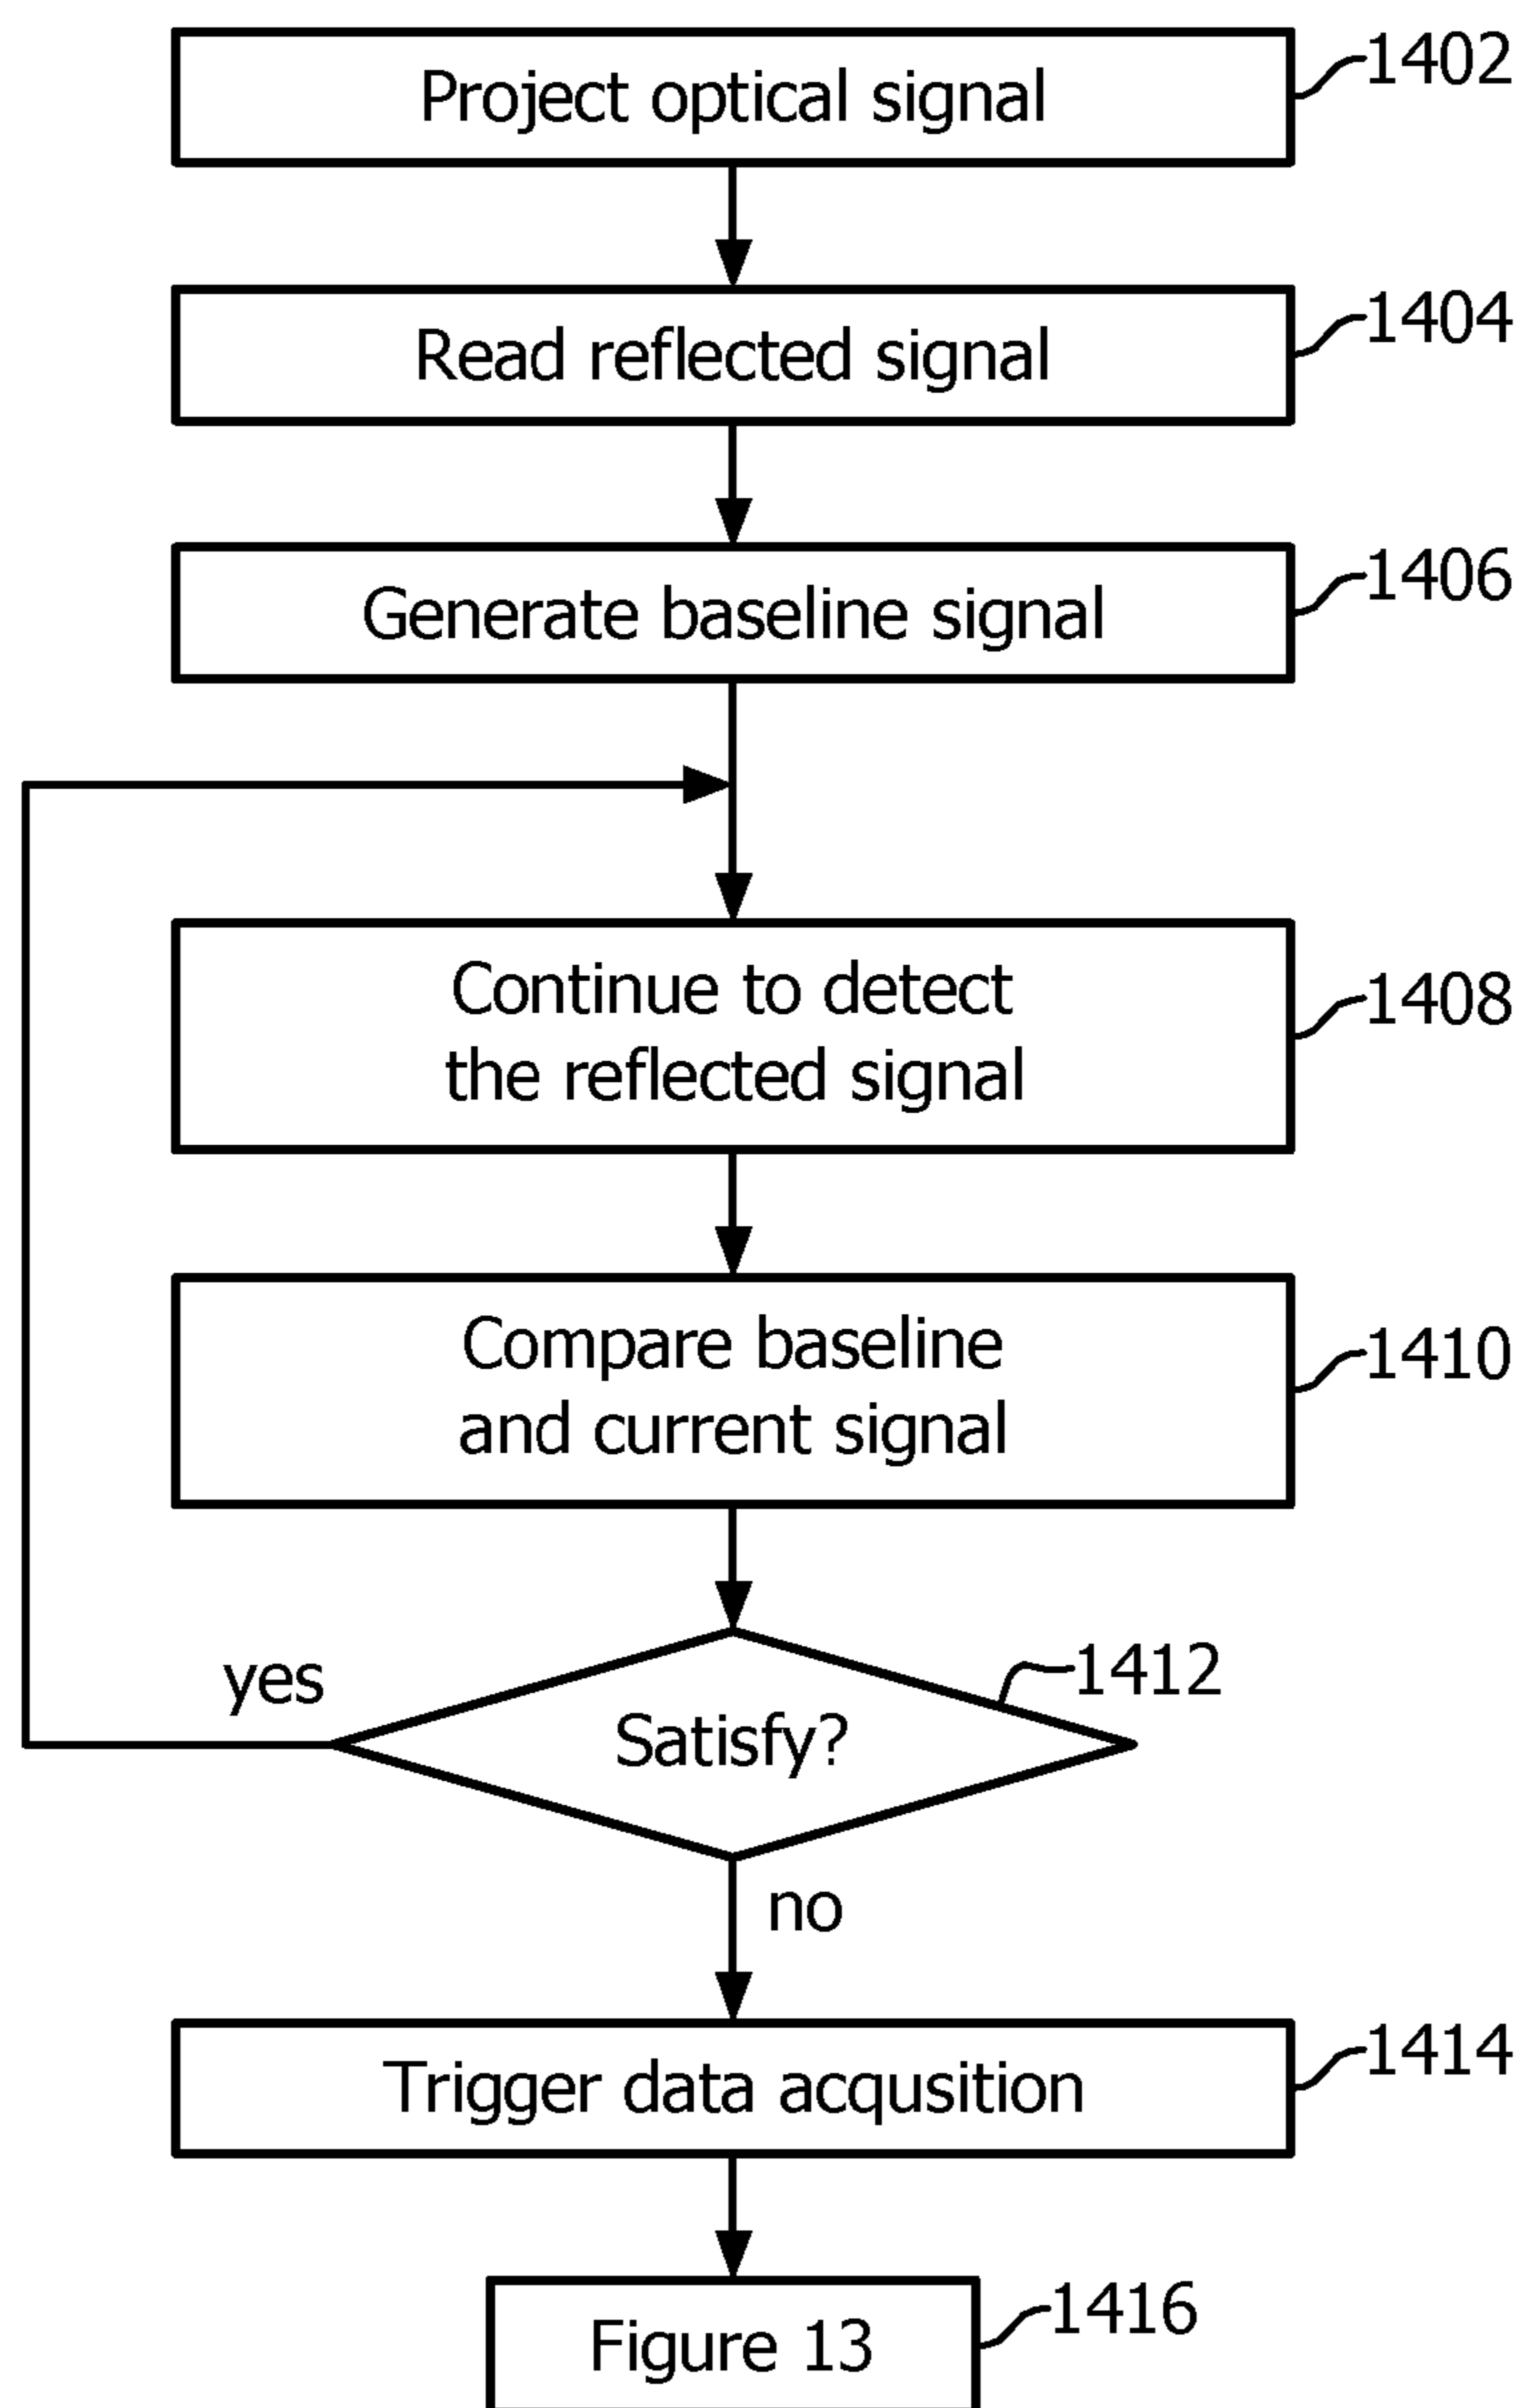 Project optical signal
1402
Read reflected signal
1404
Generate baseline signal
1406
Continue to detect
the reflected signal
1408
Compare baseline
and current signal
1410
Satisfy?
1412
yes
no
Trigger data acqusition
1414
Figure 13
1416